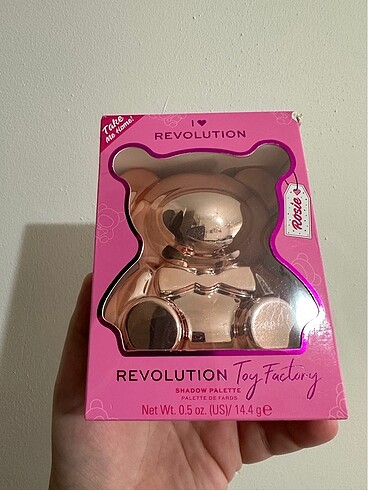 Take
Me Home!
I ♥
REVOLUTION
Rosie
REVOLUTION Toy Factory
SHADOW PALETTE
PALETTE DE FARDS
Net Wt. 0.5 oz. (US)/ 14.4 g℮